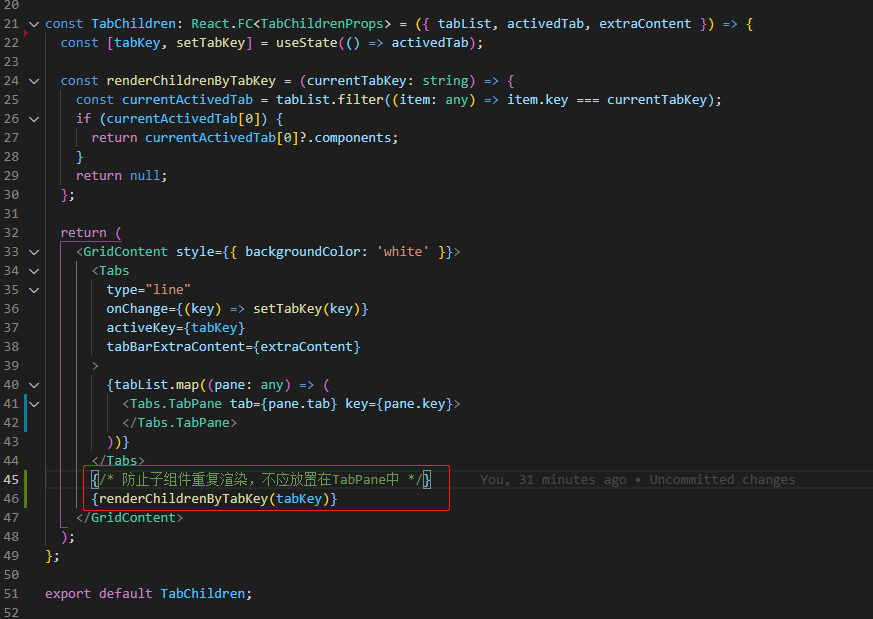 20
21 const TabChildren: React.FC<TabChildrenProps> = ({ tabList, activedTab, extraContent }) => {
22 const [tabKey, setTabKey] = useState(() => activedTab);
23
24 const renderChildrenByTabKey = (currentTabKey: string) => {
25 const currentActivedTab = tabList.filter((item: any) => item.key === currentTabKey);
26 if (currentActivedTab[0]) {
27 return currentActivedTab[0]?.components;
28 }
29 return null;
30 };
31
32 return (
33 <GridContent style={{ backgroundColor: 'white' }}>
34 <Tabs
35 type="line"
36 onChange={(key) => setTabKey(key)}
37 activeKey={tabKey}
38 tabBarExtraContent={extraContent}
39 >
40 {tabList.map((pane: any) => (
41 <Tabs.TabPane tab={pane.tab} key={pane.key}>
42 </Tabs.TabPane>
43 ))}
44 </Tabs>
45 {/* 防止子组件重复渲染，不应放置在TabPane中 */} You, 31 minutes ago • Uncommitted changes
46 {renderChildrenByTabKey(tabKey)}
47 </GridContent>
48 );
49 };
50
51 export default TabChildren;
52